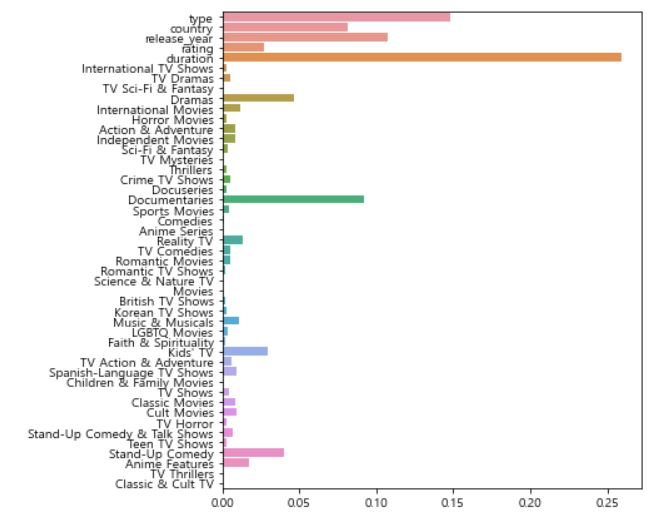 type
country
release_year
rating
duration
International TV Shows
TV Dramas
TV Sci-Fi & Fantasy
Dramas
International Movies
Horror Movies
Action & Adventure
Independent Movies
Sci-Fi & Fantasy
TV Mysteries
Thrillers
Crime TV Shows
Docuseries
Documentaries
Sports Movies
Comedies
Anime Series
Reality TV
TV Comedies
Romantic Movies
Romantic TV Shows
Science & Nature TV
Movies
British TV Shows
Korean TV Shows
Music & Musicals
LGBTQ Movies
Faith & Spirituality
Kids' TV
TV Action & Adventure
Spanish-Language TV Shows
Children & Family Movies
TV Shows
Classic Movies
Cult Movies
TV Horror
Stand-Up Comedy & Talk Shows
Teen TV Shows
Stand-Up Comedy
Anime Features
TV Thrillers
Classic & Cult TV
0.00 0.05 0.10 0.15 0.20 0.25